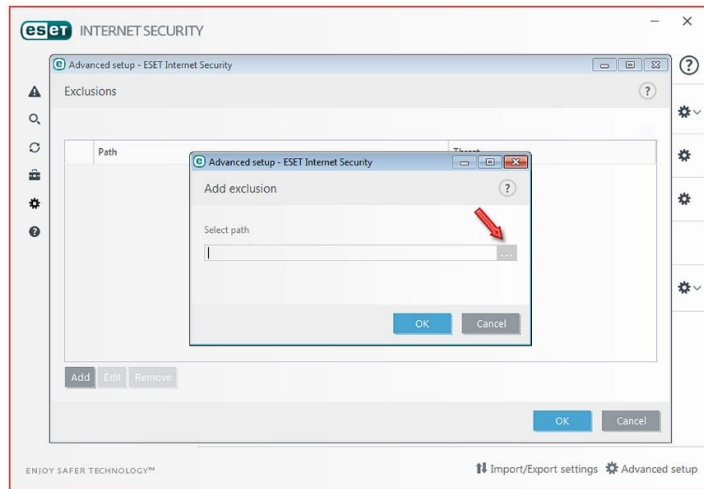 eset INTERNET SECURITY
Advanced setup - ESET Internet Security
Exclusions
Path Threat
Advanced setup - ESET Internet Security
Add exclusion
Select path
...
OK Cancel
Add Edit Remove
OK Cancel
ENJOY SAFER TECHNOLOGY™ Import/Export settings Advanced setup